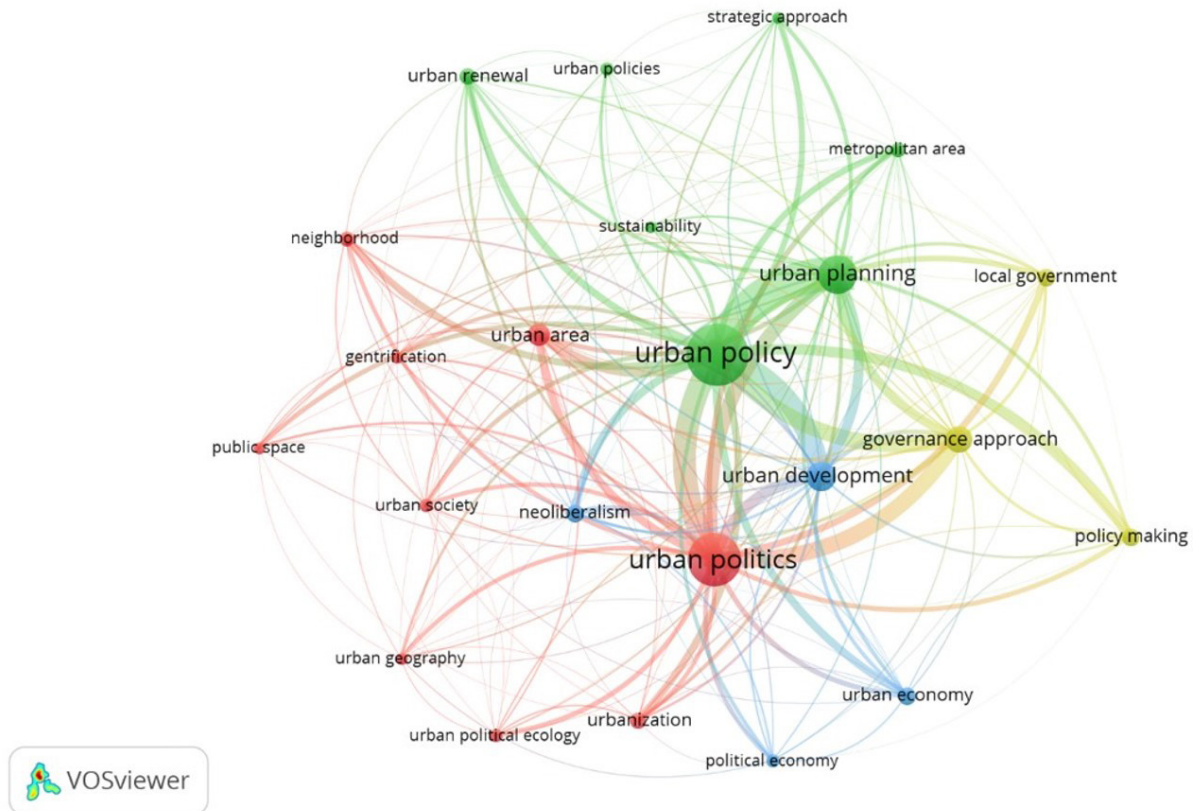 strategic approach
urban policies
urban renewal
metropolitan area
sustainability
neighborhood
urban planning
local government
urban area
urban policy
gentrification
governance approach
public space
urban development
urban society
neoliberalism
policy making
urban politics
urban geography
urban economy
urbanization
urban political ecology
political economy
VOSviewer